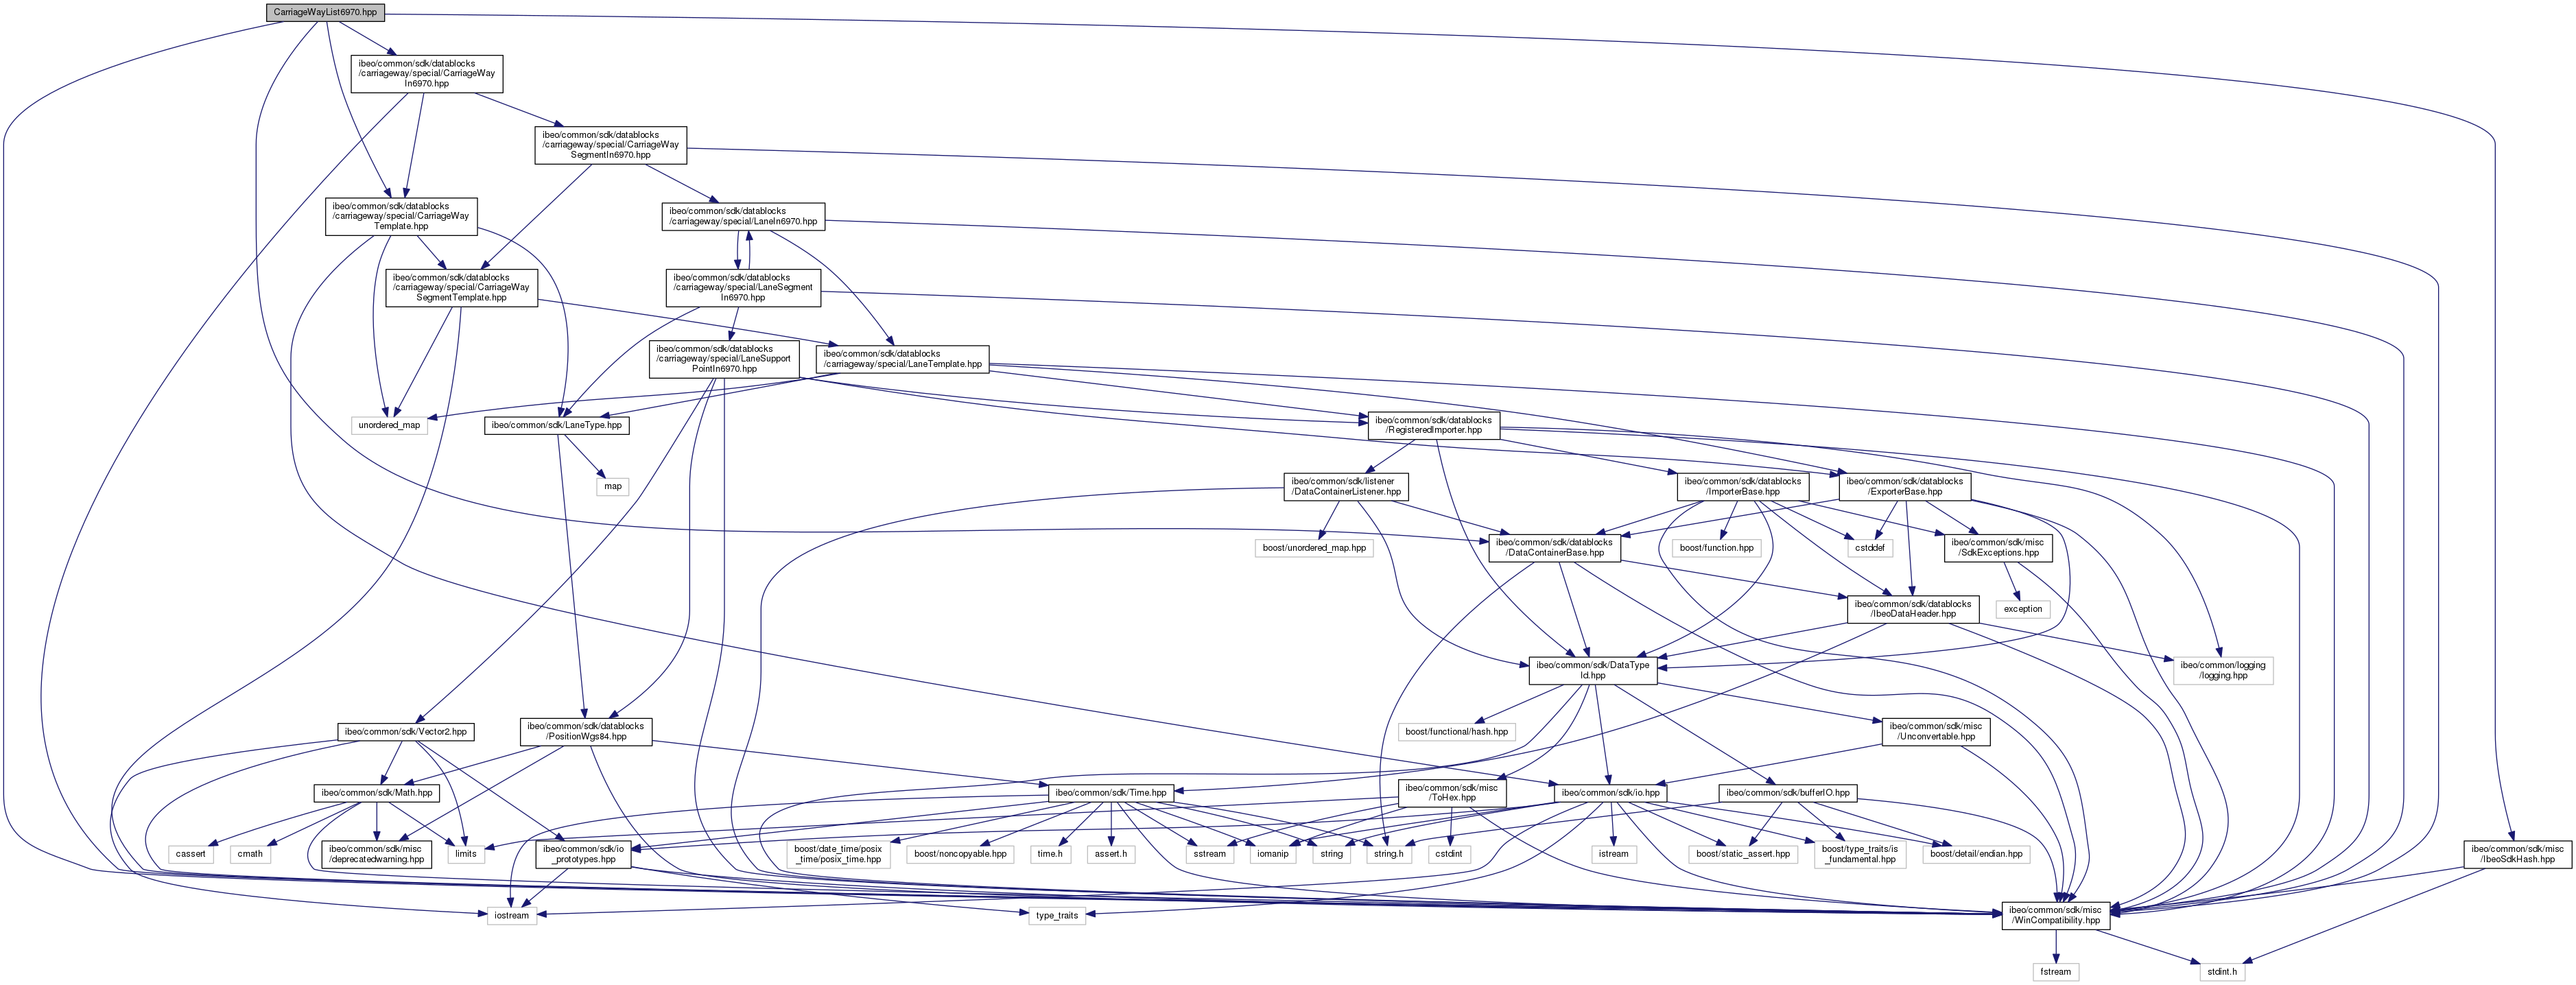 CarriageWayList6970.hpp
ibeo/common/sdk/datablocks
/carriageway/special/CarriageWay
In6970.hpp
ibeo/common/sdk/datablocks
/carriageway/special/CarriageWay
SegmentIn6970.hpp
ibeo/common/sdk/datablocks
/carriageway/special/CarriageWay
Template.hpp
ibeo/common/sdk/datablocks
/carriageway/special/LaneIn6970.hpp
ibeo/common/sdk/datablocks
/carriageway/special/CarriageWay
SegmentTemplate.hpp
ibeo/common/sdk/datablocks
/carriageway/special/LaneSegment
In6970.hpp
ibeo/common/sdk/datablocks
/carriageway/special/LaneSupport
PointIn6970.hpp
ibeo/common/sdk/datablocks
/carriageway/special/LaneTemplate.hpp
unordered_map
ibeo/common/sdk/LaneType.hpp
ibeo/common/sdk/datablocks
/RegisteredImporter.hpp
map
ibeo/common/sdk/listener
/DataContainerListener.hpp
ibeo/common/sdk/datablocks
/ImporterBase.hpp
ibeo/common/sdk/datablocks
/ExporterBase.hpp
boost/unordered_map.hpp
ibeo/common/sdk/datablocks
/DataContainerBase.hpp
boost/function.hpp
cstddef
ibeo/common/sdk/misc
/SdkExceptions.hpp
ibeo/common/sdk/datablocks
/IbeoDataHeader.hpp
exception
ibeo/common/sdk/DataType
Id.hpp
ibeo/common/logging
/logging.hpp
ibeo/common/sdk/Vector2.hpp
ibeo/common/sdk/datablocks
/PositionWgs84.hpp
boost/functional/hash.hpp
ibeo/common/sdk/misc
/Unconvertable.hpp
ibeo/common/sdk/Math.hpp
ibeo/common/sdk/Time.hpp
ibeo/common/sdk/misc
/ToHex.hpp
ibeo/common/sdk/io.hpp
ibeo/common/sdk/bufferIO.hpp
cassert
cmath
ibeo/common/sdk/misc
/deprecatedwarning.hpp
limits
ibeo/common/sdk/io
_prototypes.hpp
boost/date_time/posix
_time/posix_time.hpp
boost/noncopyable.hpp
time.h
assert.h
sstream
iomanip
string
string.h
cstdint
istream
boost/static_assert.hpp
boost/type_traits/is
_fundamental.hpp
boost/detail/endian.hpp
ibeo/common/sdk/misc
/IbeoSdkHash.hpp
iostream
type_traits
ibeo/common/sdk/misc
/WinCompatibility.hpp
fstream
stdint.h